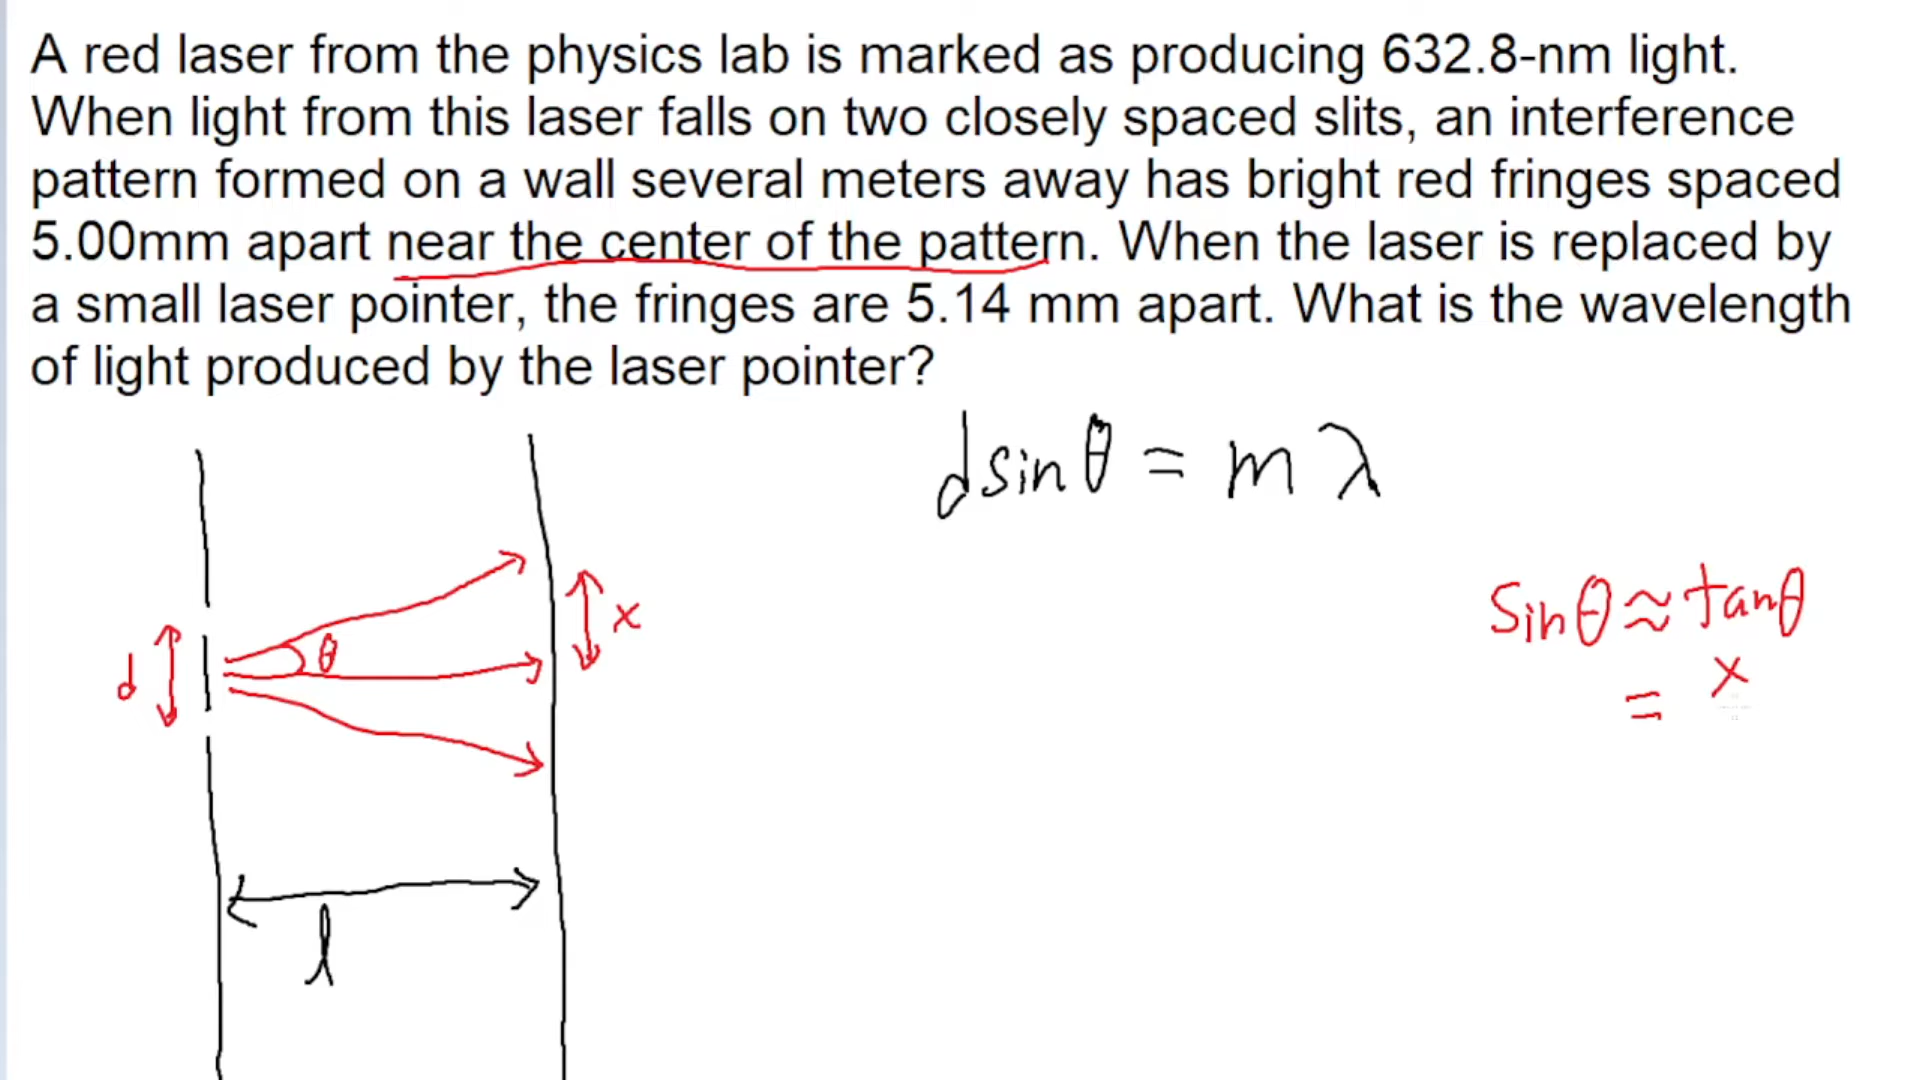 A red laser from the physics lab is marked as producing 632.8-nm light.
When light from this laser falls on two closely spaced slits, an interference
pattern formed on a wall several meters away has bright red fringes spaced
5.00mm apart near the center of the pattern. When the laser is replaced by
a small laser pointer, the fringes are 5.14 mm apart. What is the wavelength
of light produced by the laser pointer?
d sin θ = m λ
sin θ ≈ tan θ
= x
x
θ
d
l